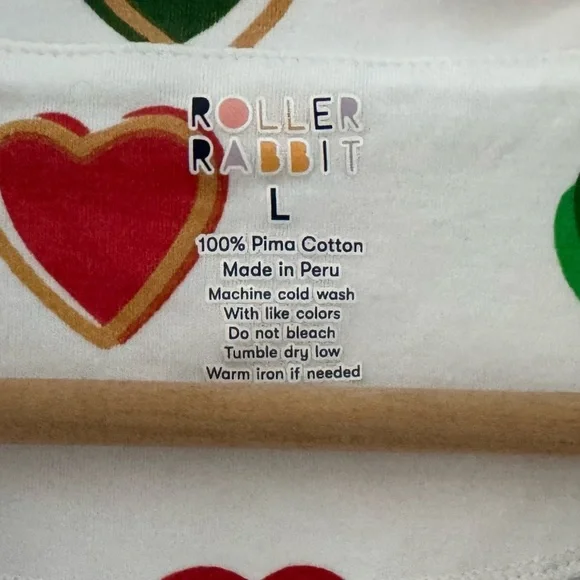 ROLLER
RABBIT
L
100% Pima Cotton
Made in Peru
Machine cold wash
With like colors
Do not bleach
Tumble dry low
Warm iron if needed